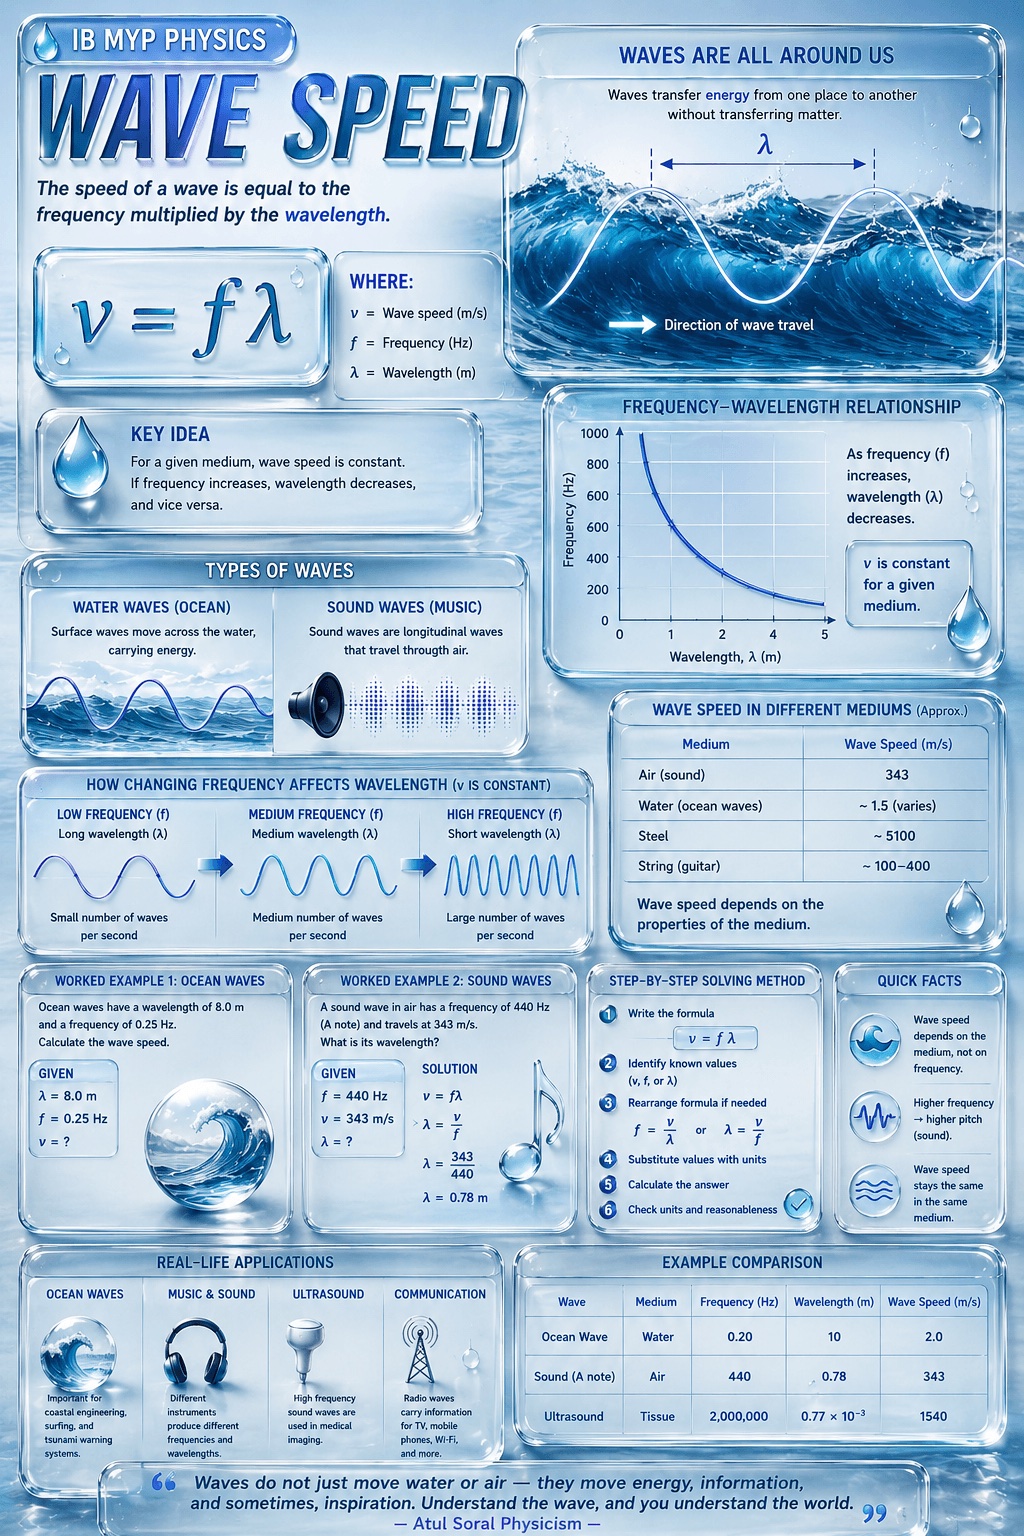 IB MYP PHYSICS
WAVE SPEED
The speed of a wave is equal to the
frequency multiplied by the wavelength.
v = f λ
WHERE:
v = Wave speed (m/s)
f = Frequency (Hz)
λ = Wavelength (m)
KEY IDEA
For a given medium, wave speed is constant.
If frequency increases, wavelength decreases,
and vice versa.
WAVES ARE ALL AROUND US
Waves transfer energy from one place to another
without transferring matter.
λ
Direction of wave travel
FREQUENCY–WAVELENGTH RELATIONSHIP
Frequency (Hz)
1000
800
600
600
400
200
0
0 1 2 4 5
Wavelength, λ (m)
As frequency (f)
increases,
wavelength (λ)
decreases.
v is constant
for a given
medium.
TYPES OF WAVES
WATER WAVES (OCEAN)
Surface waves move across the water,
carrying energy.
SOUND WAVES (MUSIC)
Sound waves are longitudinal waves
that travel througth air.
WAVE SPEED IN DIFFERENT MEDIUMS (Approx.)
Medium Wave Speed (m/s)
Air (sound) 343
Water (ocean waves) ~ 1.5 (varies)
Steel ~ 5100
String (guitar) ~ 100–400
Wave speed depends on the
properties of the medium.
HOW CHANGING FREQUENCY AFFECTS WAVELENGTH (v IS CONSTANT)
LOW FREQUENCY (f)
Long wavelength (λ)
Small number of waves
per second
MEDIUM FREQUENCY (f)
Medium wavelength (λ)
Medium number of waves
per second
HIGH FREQUENCY (f)
Short wavelength (λ)
Large number of waves
per second
WORKED EXAMPLE 1: OCEAN WAVES
Ocean waves have a wavelength of 8.0 m
and a frequency of 0.25 Hz.
Calculate the wave speed.
GIVEN
λ = 8.0 m
f = 0.25 Hz
v = ?
WORKED EXAMPLE 2: SOUND WAVES
A sound wave in air has a frequency of 440 Hz
(A note) and travels at 343 m/s.
What is its wavelength?
GIVEN
f = 440 Hz
v = 343 m/s
λ = ?
SOLUTION
v = fλ
λ = v/f
λ = 343/440
λ = 0.78 m
STEP–BY–STEP SOLVING METHOD
1 Write the formula
v = f λ
2 Identify known values
(v, f, or λ)
3 Rearrange formula if needed
f = v/λ or λ = v/f
4 Substitute values with units
5 Calculate the answer
6 Check units and reasonableness
QUICK FACTS
Wave speed
depends on the
medium, not on
frequency.
Higher frequency
→ higher pitch
(sound).
Wave speed
stays the same
in the same
medium.
REAL–LIFE APPLICATIONS
OCEAN WAVES
Important for
coastal engineering,
surfing, and
tsunami warning
systems.
MUSIC & SOUND
Different
instruments
produce different
frequencies and
wavelengths.
ULTRASOUND
High frequency
sound waves are
used in medical
imaging.
COMMUNICATION
Radio waves
carry information
for TV, mobile
phones, Wi-Fi,
and more.
EXAMPLE COMPARISON
Wave Medium Frequency (Hz) Wavelength (m) Wave Speed (m/s)
Ocean Wave Water 0.20 10 2.0
Sound (A note) Air 440 0.78 343
Ultrasound Tissue 2,000,000 0.77 × 10⁻³ 1540
“ Waves do not just move water or air — they move energy, information,
and sometimes, inspiration. Understand the wave, and you understand the world. ”
— Atul Soral Physicism —